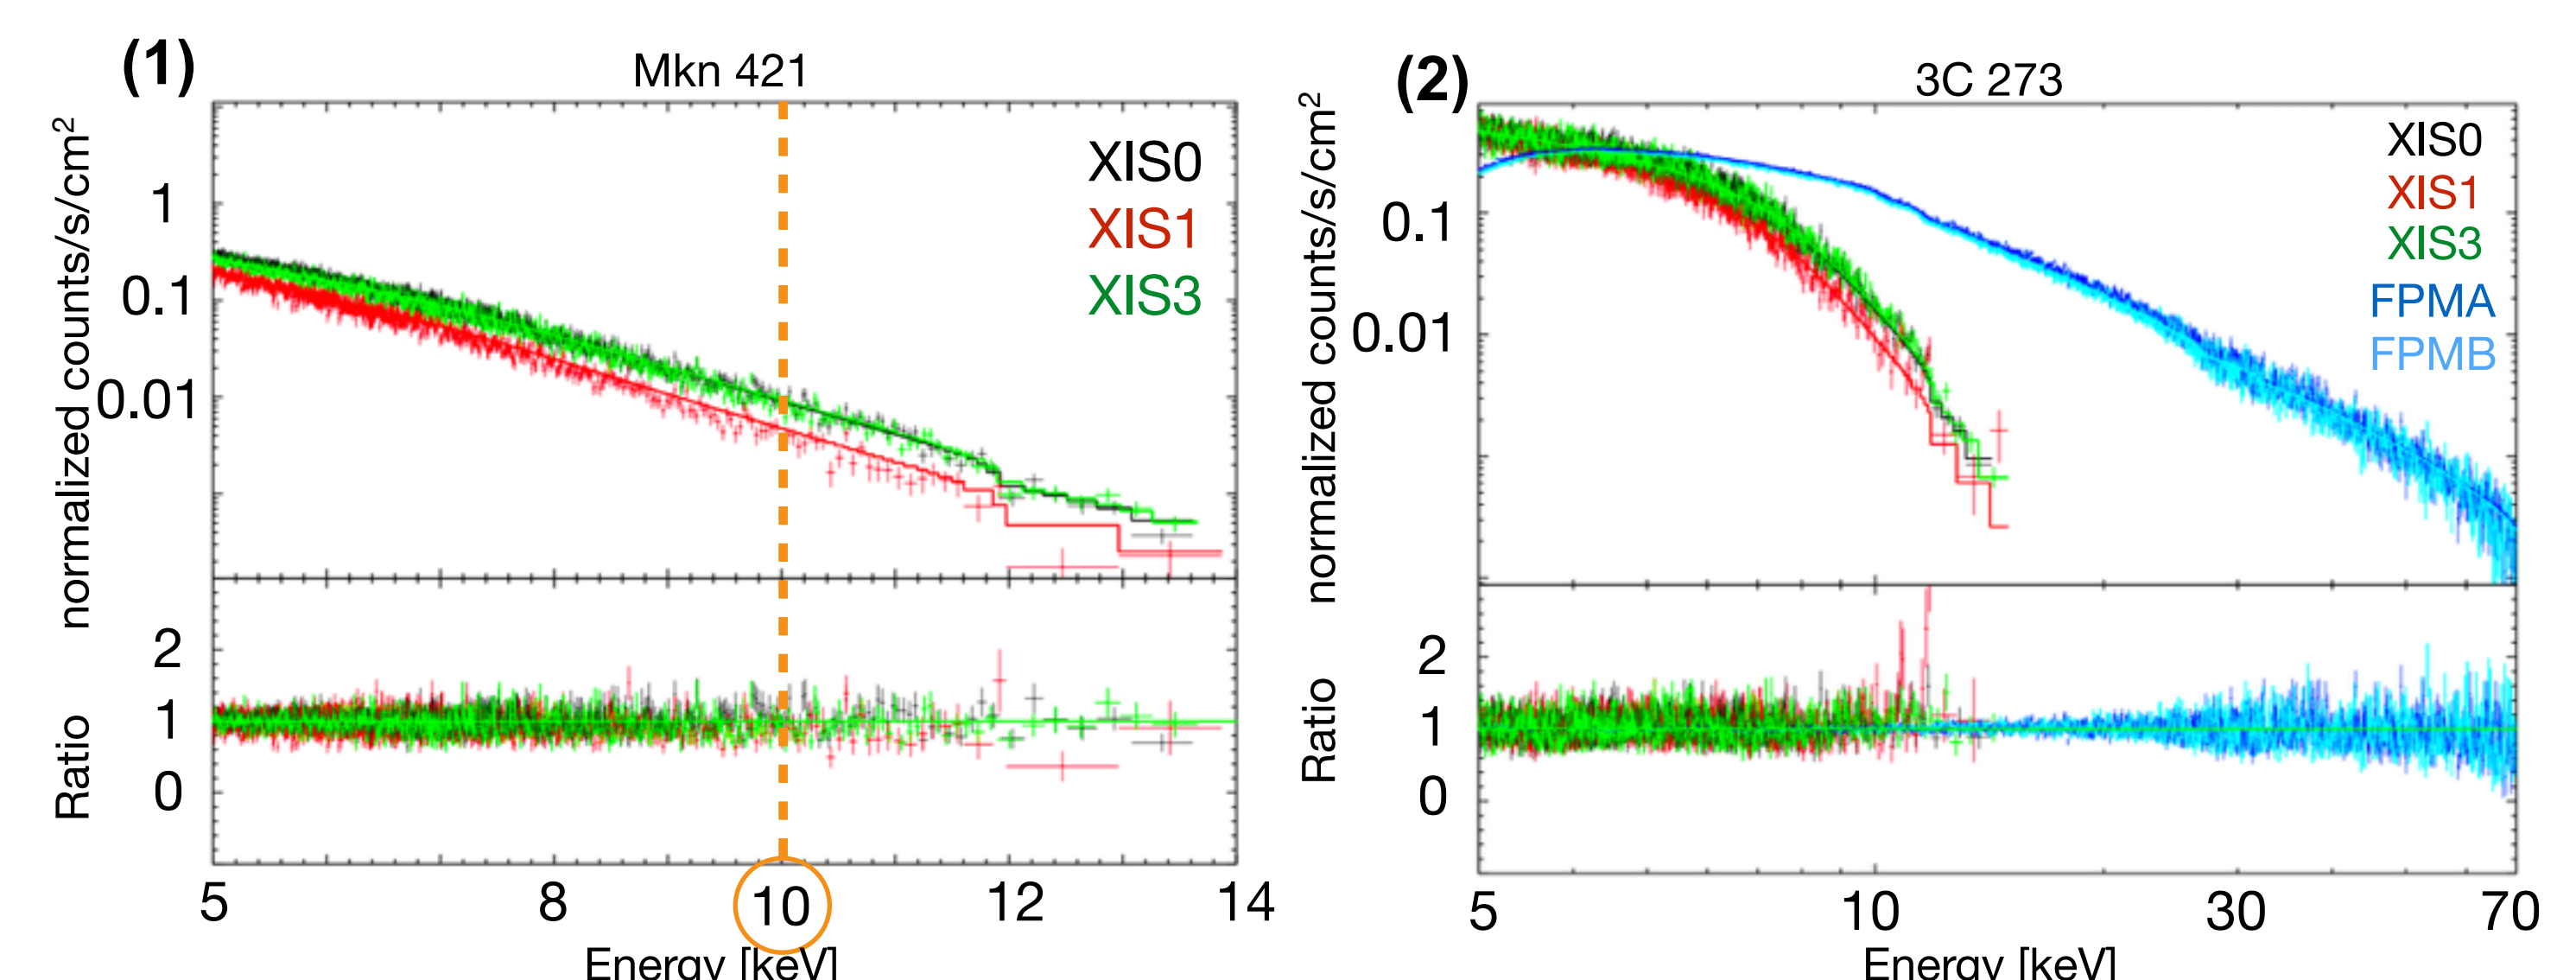 (1)
Mkn 421
normalized counts/s/cm²
1
0.1
0.01
XIS0
XIS1
XIS3
Ratio
2
1
0
5
8
10
12
14
Energy [keV]
(2)
3C 273
normalized counts/s/cm²
0.1
0.01
XIS0
XIS1
XIS3
FPMA
FPMB
Ratio
2
1
0
5
10
30
70
Energy [keV]